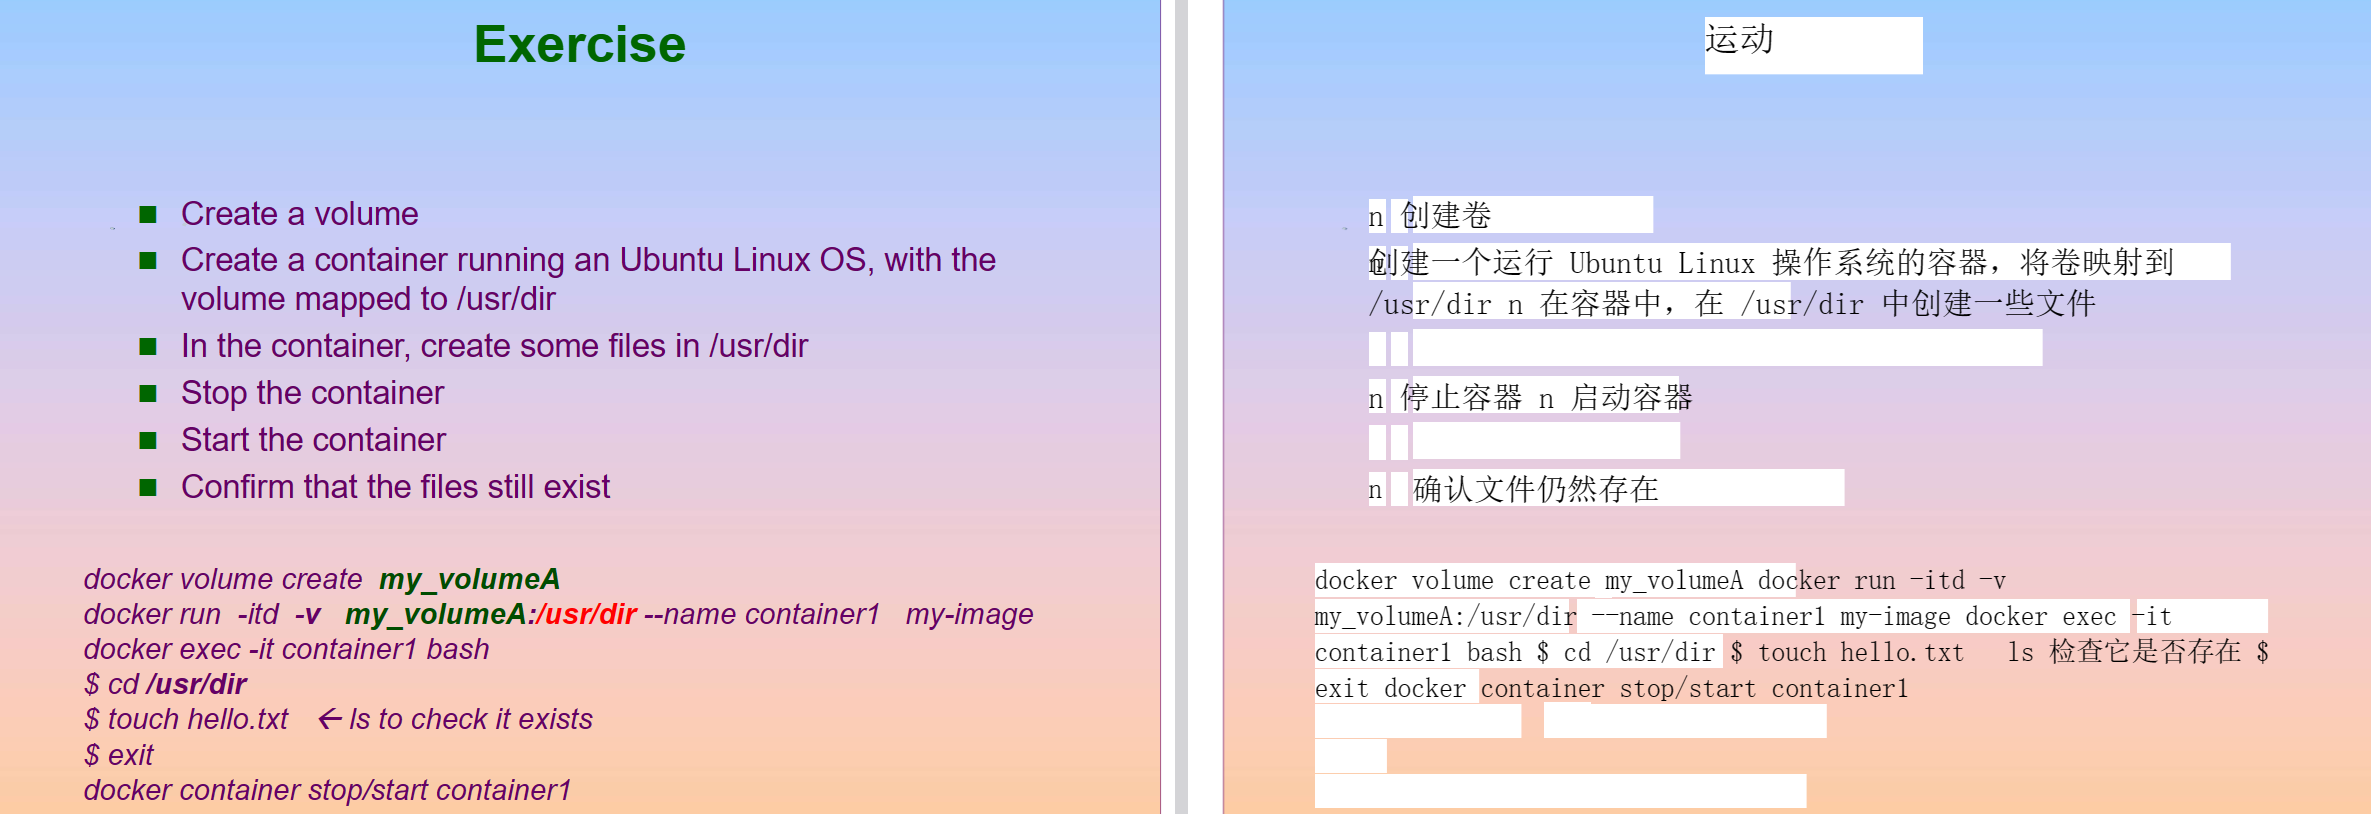 Exercise
■ Create a volume
■ Create a container running an Ubuntu Linux OS, with the
volume mapped to /usr/dir
■ In the container, create some files in /usr/dir
■ Stop the container
■ Start the container
■ Confirm that the files still exist
docker volume create my_volumeA
docker run -itd -v my_volumeA:/usr/dir --name container1 my-image
docker exec -it container1 bash
$ cd /usr/dir
$ touch hello.txt ← ls to check it exists
$ exit
docker container stop/start container1
运动
n 创建卷
n 创建一个运行 Ubuntu Linux 操作系统的容器，将卷映射到
/usr/dir n 在容器中，在 /usr/dir 中创建一些文件
n 停止容器 n 启动容器
n 确认文件仍然存在
docker volume create my_volumeA docker run -itd -v
my_volumeA:/usr/dir --name container1 my-image docker exec -it
container1 bash $ cd /usr/dir $ touch hello.txt ls 检查它是否存在 $
exit docker container stop/start container1